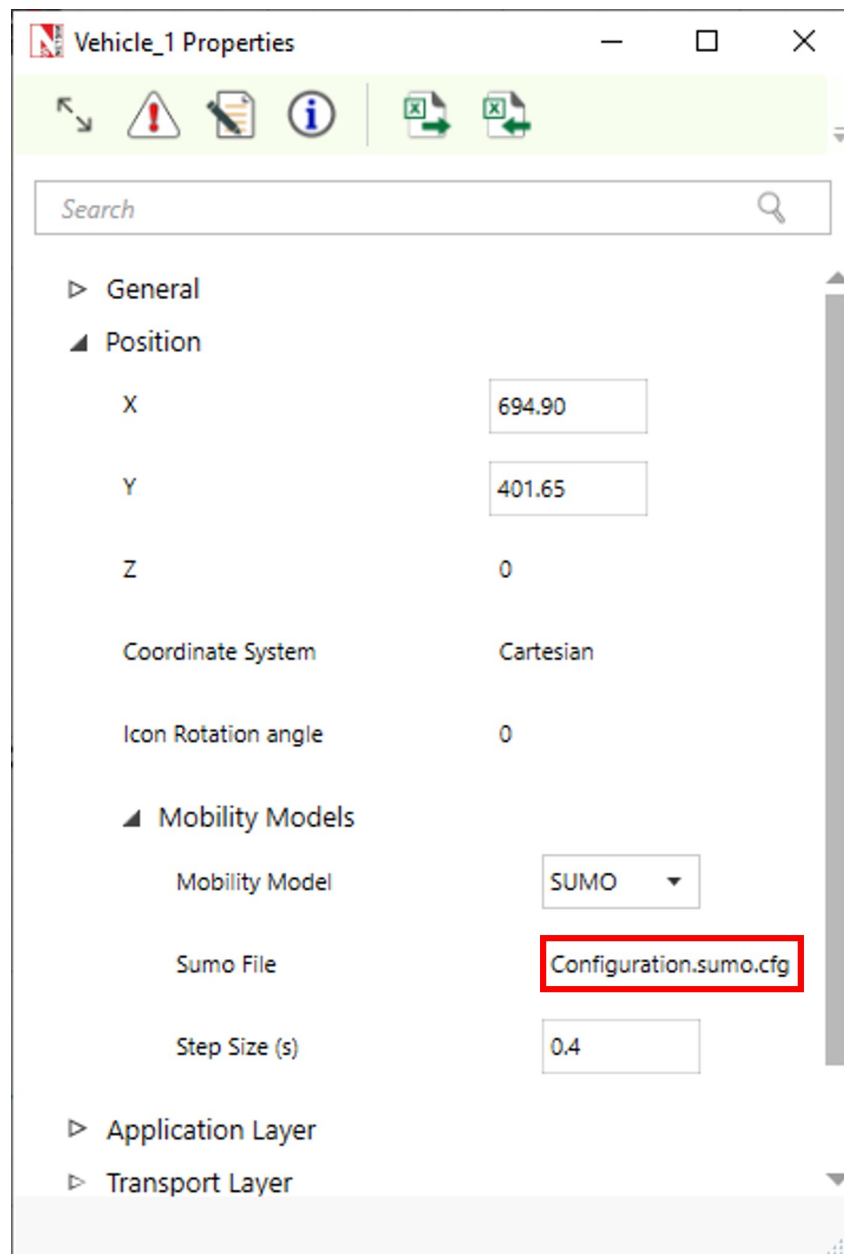 Vehicle_1 Properties
Search
General
Position
X 694.90
Y 401.65
Z 0
Coordinate System Cartesian
Icon Rotation angle 0
Mobility Models
Mobility Model SUMO
Sumo File Configuration.sumo.cfg
Step Size (s) 0.4
Application Layer
Transport Layer